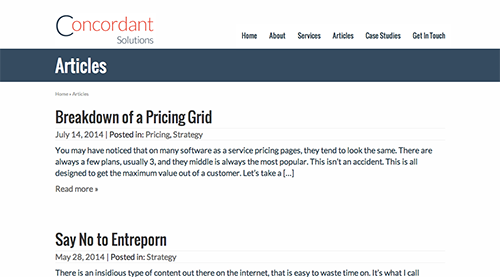 Concordant
Solutions
Home About Services Articles Case Studies Get In Touch
Articles
Home » Articles
Breakdown of a Pricing Grid
July 14, 2014 | Posted in: Pricing, Strategy
You may have noticed that on many software as a service pricing pages, they tend to look the same. There are
always a few plans, usually 3, and they middle is always the most popular. This isn't an accident. This is all
designed to get the maximum value out of a customer. Let's take a [...]
Read more »
Say No to Entreporn
May 28, 2014 | Posted in: Strategy
There is an insidious type of content out there on the internet, that is easy to waste time on. It's what I call